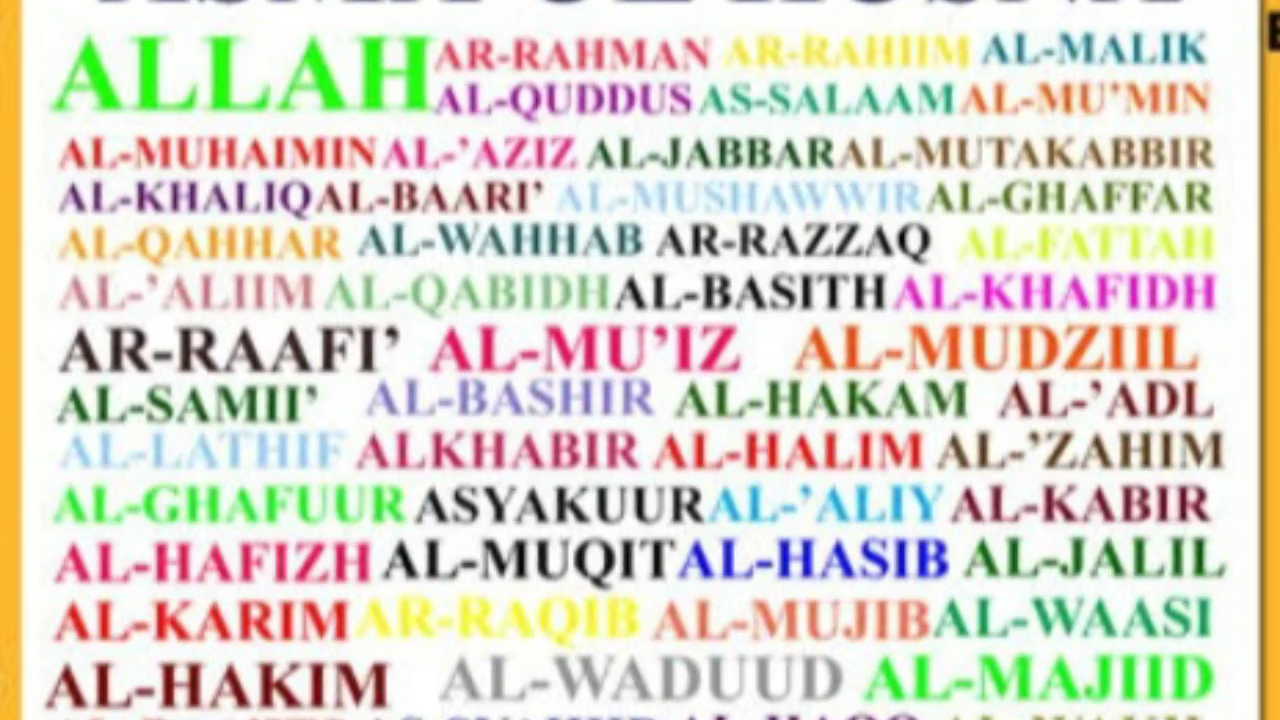 ALLAH AR-RAHMAN AR-RAHIIM AL-MALIK
AL-QUDDUS AS-SALAAM AL-MU'MIN
AL-MUHAIMIN AL-'AZIZ AL-JABBAR AL-MUTAKABBIR
AL-KHALIQ AL-BAARI' AL-MUSHAWWIR AL-GHAFFAR
AL-QAHHAR AL-WAHHAB AR-RAZZAQ AL-FATTAH
AL-'ALIIM AL-QABIDH AL-BASITH AL-KHAFIDH
AR-RAAFI' AL-MU'IZ AL-MUDZIIL
AL-SAMII' AL-BASHIR AL-HAKAM AL-'ADL
AL-LATHIF ALKHABIR AL-HALIM AL-'ZAHIM
AL-GHAFUUR ASYAKUUR AL-'ALIY AL-KABIR
AL-HAFIZH AL-MUQIT AL-HASIB AL-JALIL
AL-KARIM AR-RAQIB AL-MUJIB AL-WAASI
AL-HAKIM AL-WADUUD AL-MAJIID